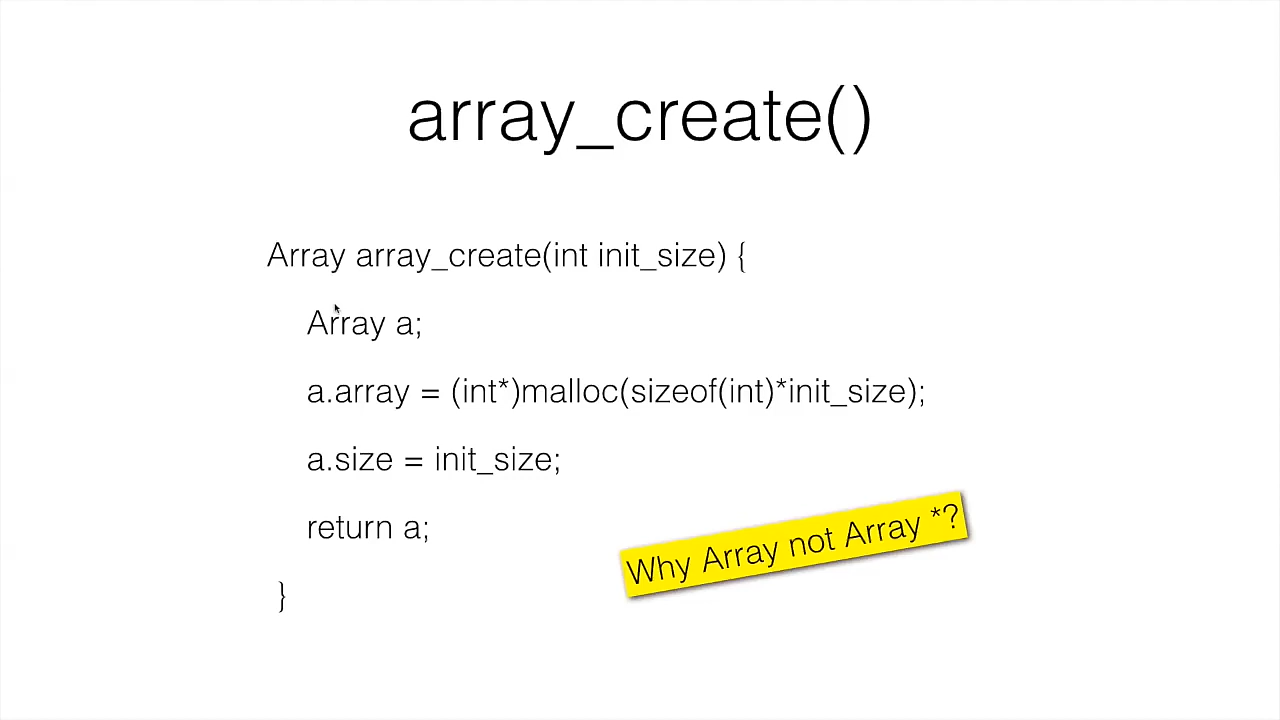 array_create()
Array array_create(int init_size) {
Array a;
a.array = (int*)malloc(sizeof(int)*init_size);
a.size = init_size;
return a;
}
Why Array not Array *?